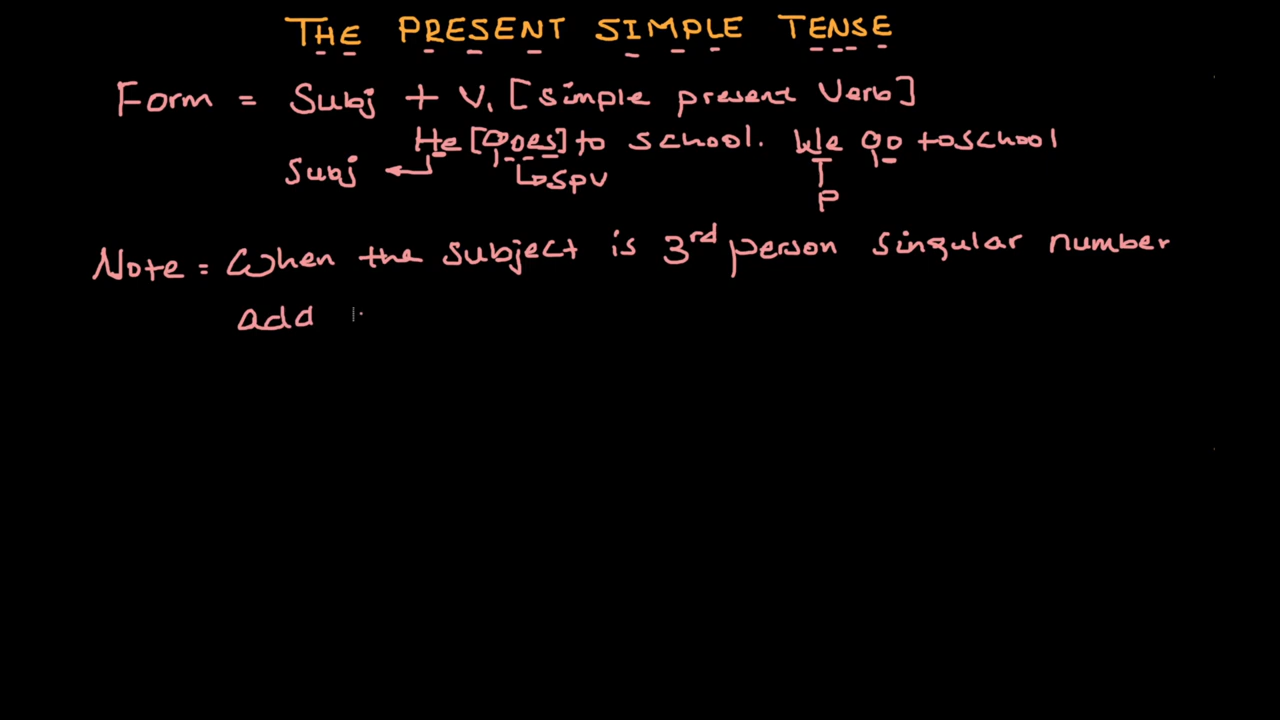 THE PRESENT SIMPLE TENSE
Form = Subj + V₁ [simple present Verb]
He [Goes] to school. We go to school
Subj ← ↳ SPV
P
Note = When the subject is 3rd person singular number
add